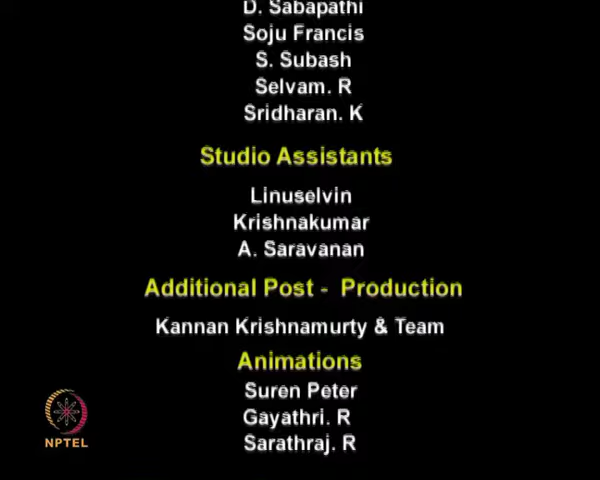 D. Sabapathi
Soju Francis
S. Subash
Selvam. R
Sridharan. K
Studio Assistants
Linuselvin
Krishnakumar
A. Saravanan
Additional Post - Production
Kannan Krishnamurty & Team
Animations
Suren Peter
Gayathri. R
Sarathraj. R
NPTEL